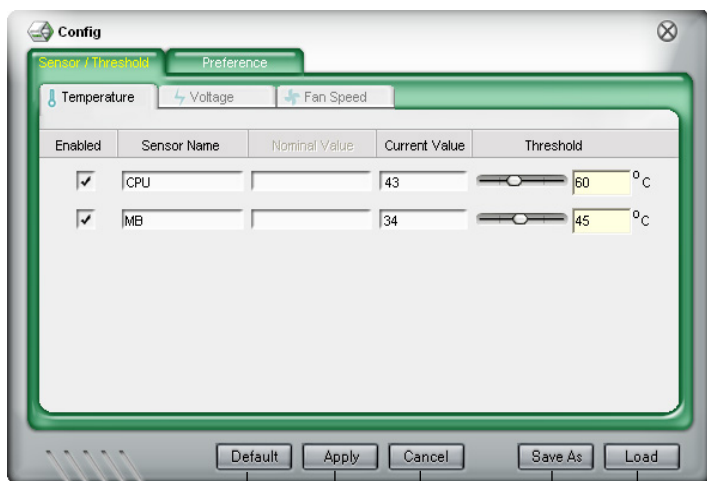 Config
Sensor / Threshold Preference
Temperature Voltage Fan Speed
Enabled Sensor Name Nominal Value Current Value Threshold
CPU 43 60 °C
MB 34 45 °C
Default Apply Cancel Save As Load